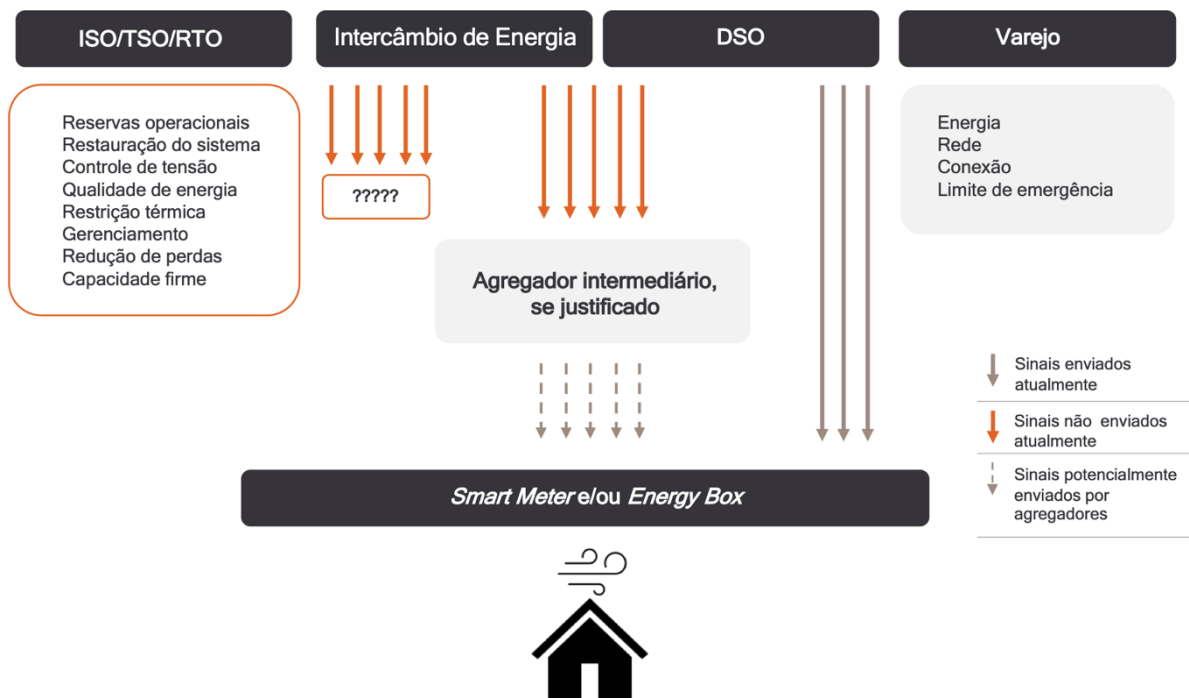 ISO/TSO/RTO
Intercâmbio de Energia
DSO
Varejo
Reservas operacionais
Restauração do sistema
Controle de tensão
Qualidade de energia
Restrição térmica
Gerenciamento
Redução de perdas
Capacidade firme
?????
Energia
Rede
Conexão
Limite de emergência
Agregador intermediário,
se justificado
Sinais enviados
atualmente
Sinais não enviados
atualmente
Sinais potencialmente
enviados por
agregadores
Smart Meter e/ou Energy Box